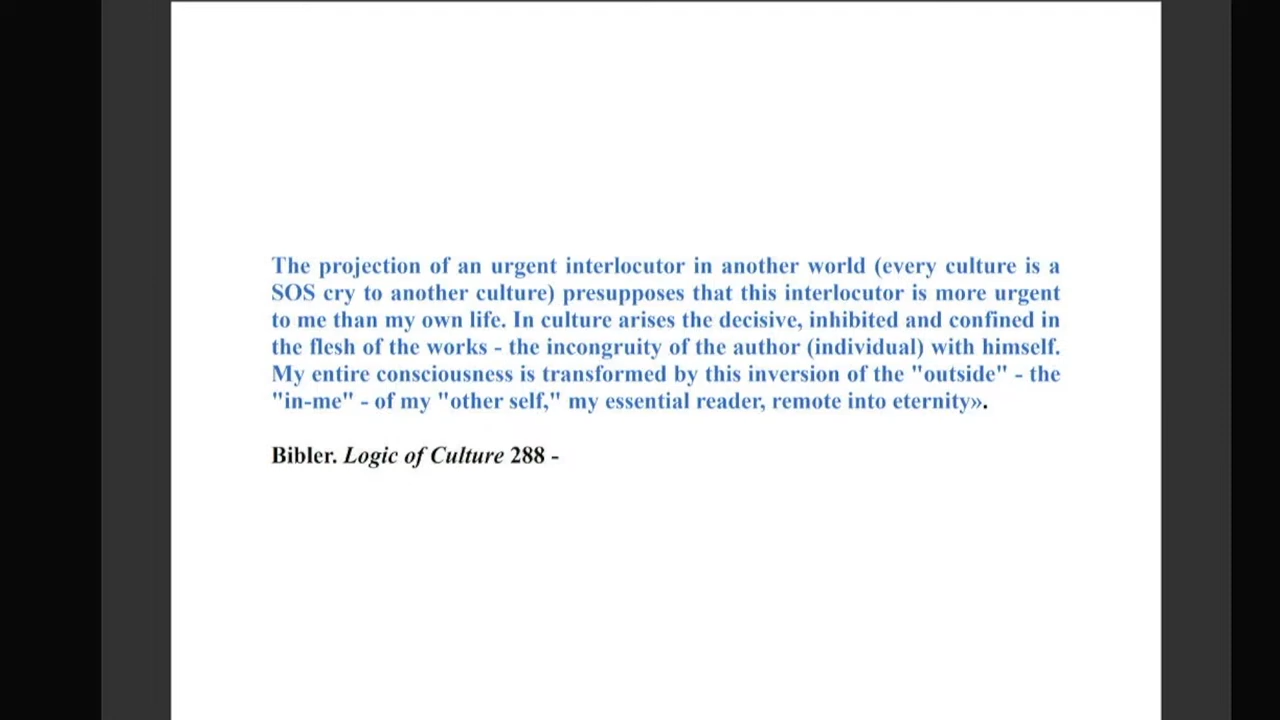 The projection of an urgent interlocutor in another world (every culture is a
SOS cry to another culture) presupposes that this interlocutor is more urgent
to me than my own life. In culture arises the decisive, inhibited and confined in
the flesh of the works - the incongruity of the author (individual) with himself.
My entire consciousness is transformed by this inversion of the "outside" - the
"in-me" - of my "other self," my essential reader, remote into eternity».
Bibler. Logic of Culture 288 -